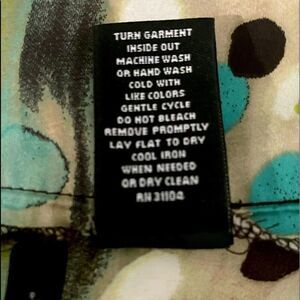 TURN GARMENT
INSIDE OUT
MACHINE WASH
OR HAND WASH
COLD WITH
LIKE COLORS
GENTLE CYCLE
DO NOT BLEACH
REMOVE PROMPTLY
LAY FLAT TO DRY
COOL IRON
WHEN NEEDED
OR DRY CLEAN
RN 31104